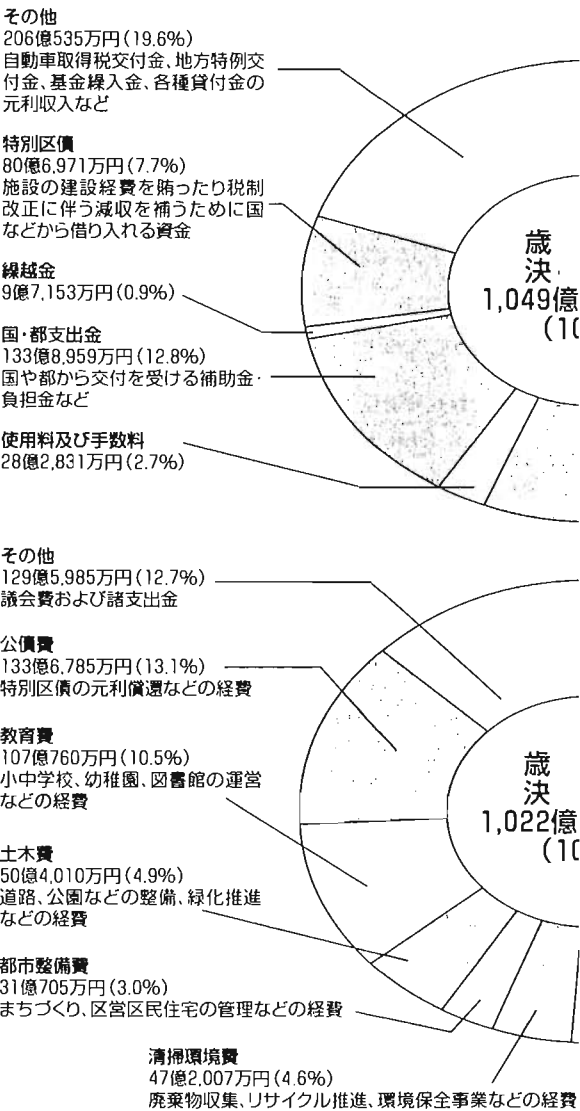 その他
206億535万円(19.6%)
自動車取得税交付金、地方特例交
付金、基金繰入金、各種貸付金の
元利収入など
特別区債
80億6,971万円(7.7%)
施設の建設経費を賄ったり税制
改正に伴う減収を補うために国
などから借り入れる資金
繰越金
9億7,153万円(0.9%)
国・都支出金
133億8,959万円(12.8%)
国や都から交付を受ける補助金・
負担金など
使用料及び手数料
28億2,831万円(2.7%)
歳
決
1,049億
(10
その他
129億5,985万円(12.7%)
議会費および諸支出金
公債費
133億6,785万円(13.1%)
特別区債の元利償還などの経費
教育費
107億760万円(10.5%)
小中学校、幼稚園、図書館の運営
などの経費
土木費
50億4,010万円(4.9%)
道路、公園などの整備、緑化推進
などの経費
都市整備費
31億705万円(3.0%)
まちづくり、区営区民住宅の管理などの経費
清掃環境費
47億2,007万円(4.6%)
廃棄物収集、リサイクル推進、環境保全事業などの経費
歳
決
1,022億
(10